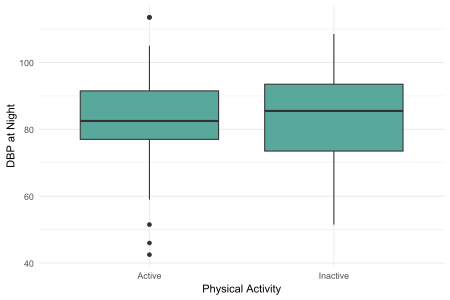 DBP at Night
100
80
60
40
Active
Inactive
Physical Activity